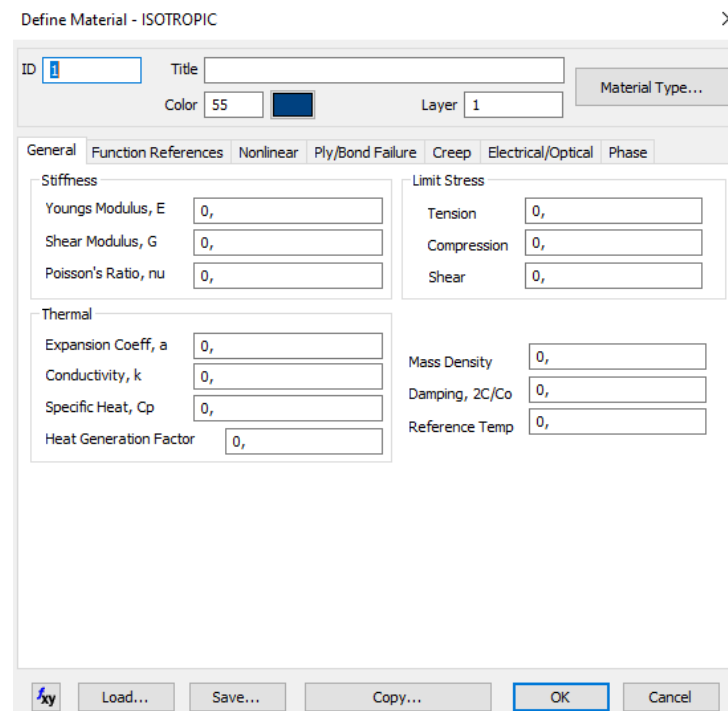 Define Material - ISOTROPIC
ID 1 Title
Material Type...
Color 55 Layer 1
General Function References Nonlinear Ply/Bond Failure Creep Electrical/Optical Phase
Stiffness
Youngs Modulus, E 0,
Shear Modulus, G 0,
Poisson's Ratio, nu 0,
Limit Stress
Tension 0,
Compression 0,
Shear 0,
Thermal
Expansion Coeff, a 0,
Conductivity, k 0,
Specific Heat, Cp 0,
Heat Generation Factor 0,
Mass Density 0,
Damping, 2C/Co 0,
Reference Temp 0,
fxy Load... Save... Copy... OK Cancel